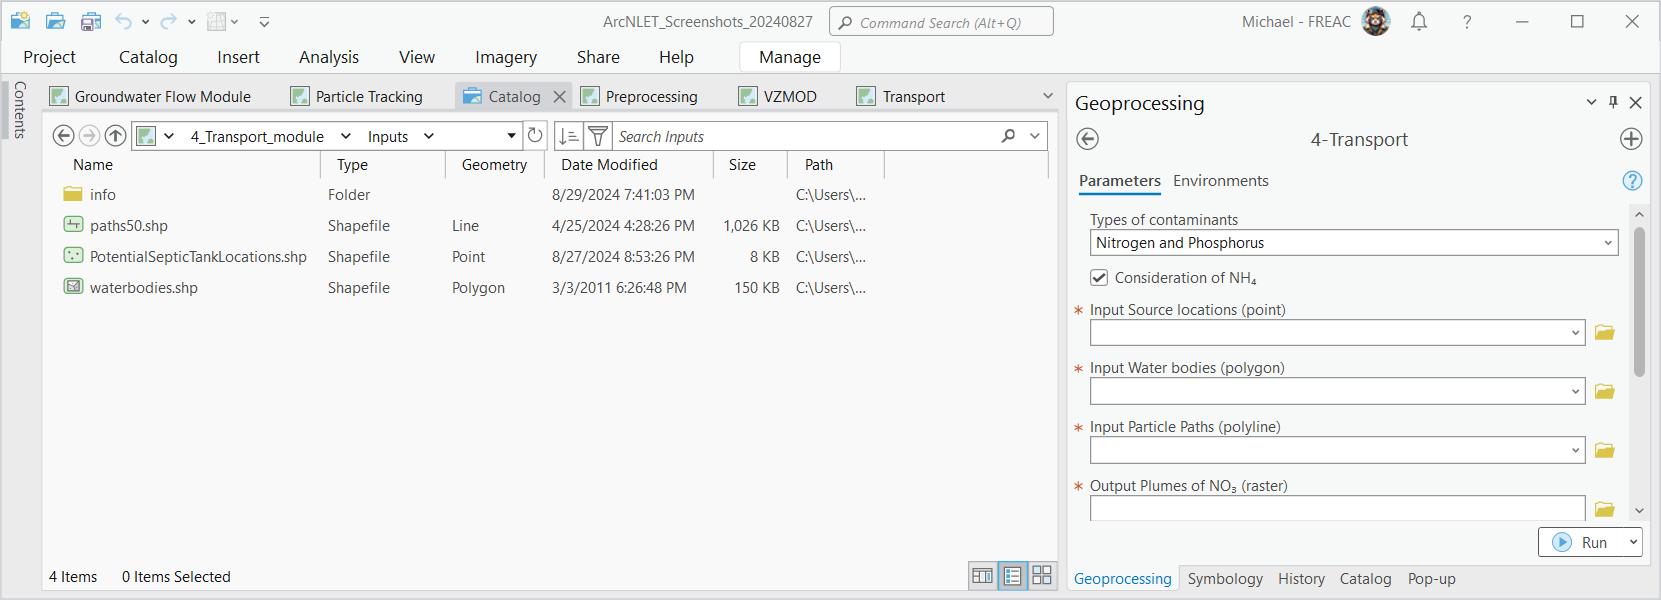 ArcNLET_Screenshots_20240827
Command Search (Alt+Q)
Michael - FREAC
?
Project Catalog Insert Analysis View Imagery Share Help Manage
Contents
Groundwater Flow Module Particle Tracking Catalog Preprocessing VZMOD Transport
4_Transport_module Inputs
Search Inputs
Name Type Geometry Date Modified Size Path
info Folder 8/29/2024 7:41:03 PM C:\Users\...
paths50.shp Shapefile Line 4/25/2024 4:28:26 PM 1,026 KB C:\Users\...
PotentialSepticTankLocations.shp Shapefile Point 8/27/2024 8:53:26 PM 8 KB C:\Users\...
waterbodies.shp Shapefile Polygon 3/3/2011 6:26:48 PM 150 KB C:\Users\...
4 Items 0 Items Selected
Geoprocessing
4-Transport
Parameters Environments
?
Types of contaminants
Nitrogen and Phosphorus
Consideration of NH₄
* Input Source locations (point)
* Input Water bodies (polygon)
* Input Particle Paths (polyline)
* Output Plumes of NO₃ (raster)
Run
Geoprocessing Symbology History Catalog Pop-up